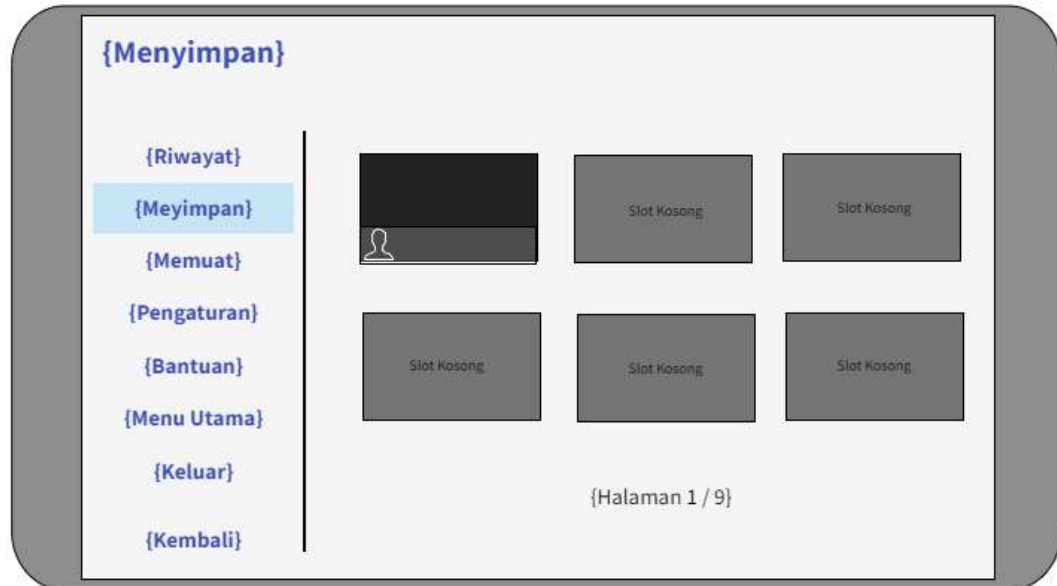 {Menyimpan}
{Riwayat}
{Meyimpan}
{Memuat}
{Pengaturan}
{Bantuan}
{Menu Utama}
{Keluar}
{Kembali}
Slot Kosong
Slot Kosong
Slot Kosong
Slot Kosong
Slot Kosong
{Halaman 1 / 9}